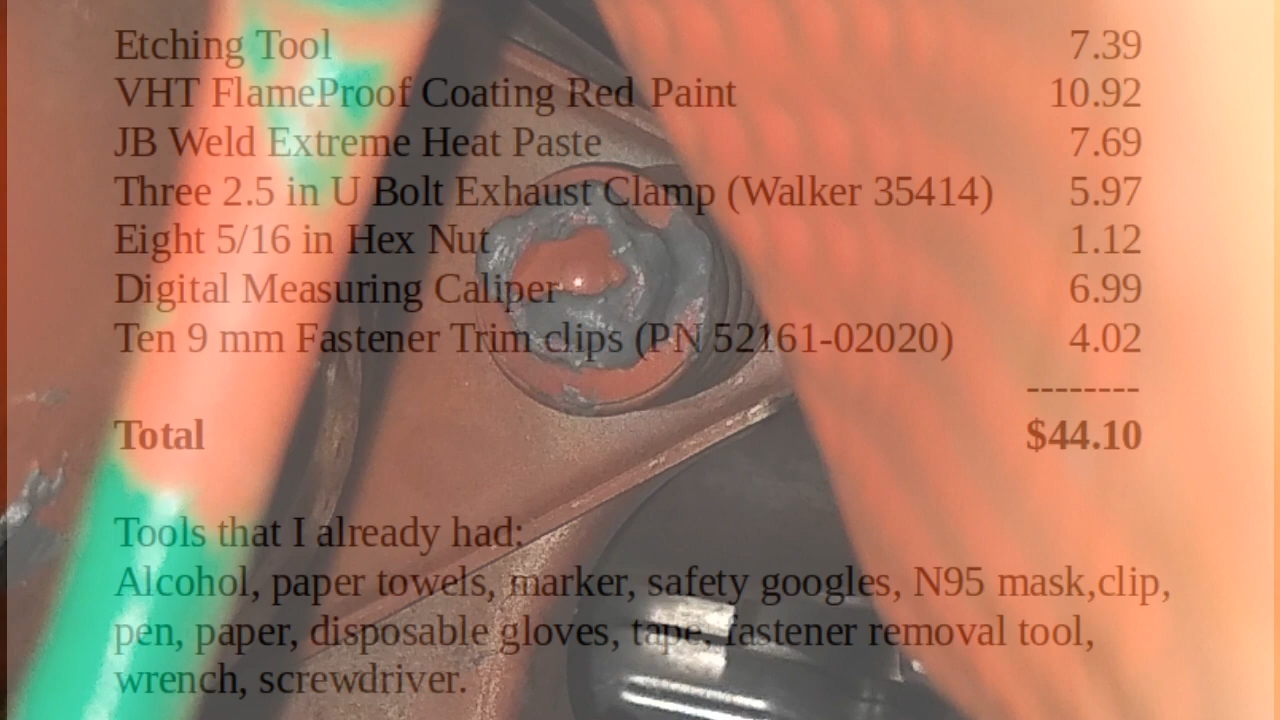 Etching Tool 7.39
VHT FlameProof Coating Red Paint 10.92
JB Weld Extreme Heat Paste 7.69
Three 2.5 in U Bolt Exhaust Clamp (Walker 35414) 5.97
Eight 5/16 in Hex Nut 1.12
Digital Measuring Caliper 6.99
Ten 9 mm Fastener Trim clips (PN 52161-02020) 4.02
--------
Total $44.10
Tools that I already had:
Alcohol, paper towels, marker, safety googles, N95 mask,clip,
pen, paper, disposable gloves, tape, fastener removal tool,
wrench, screwdriver.